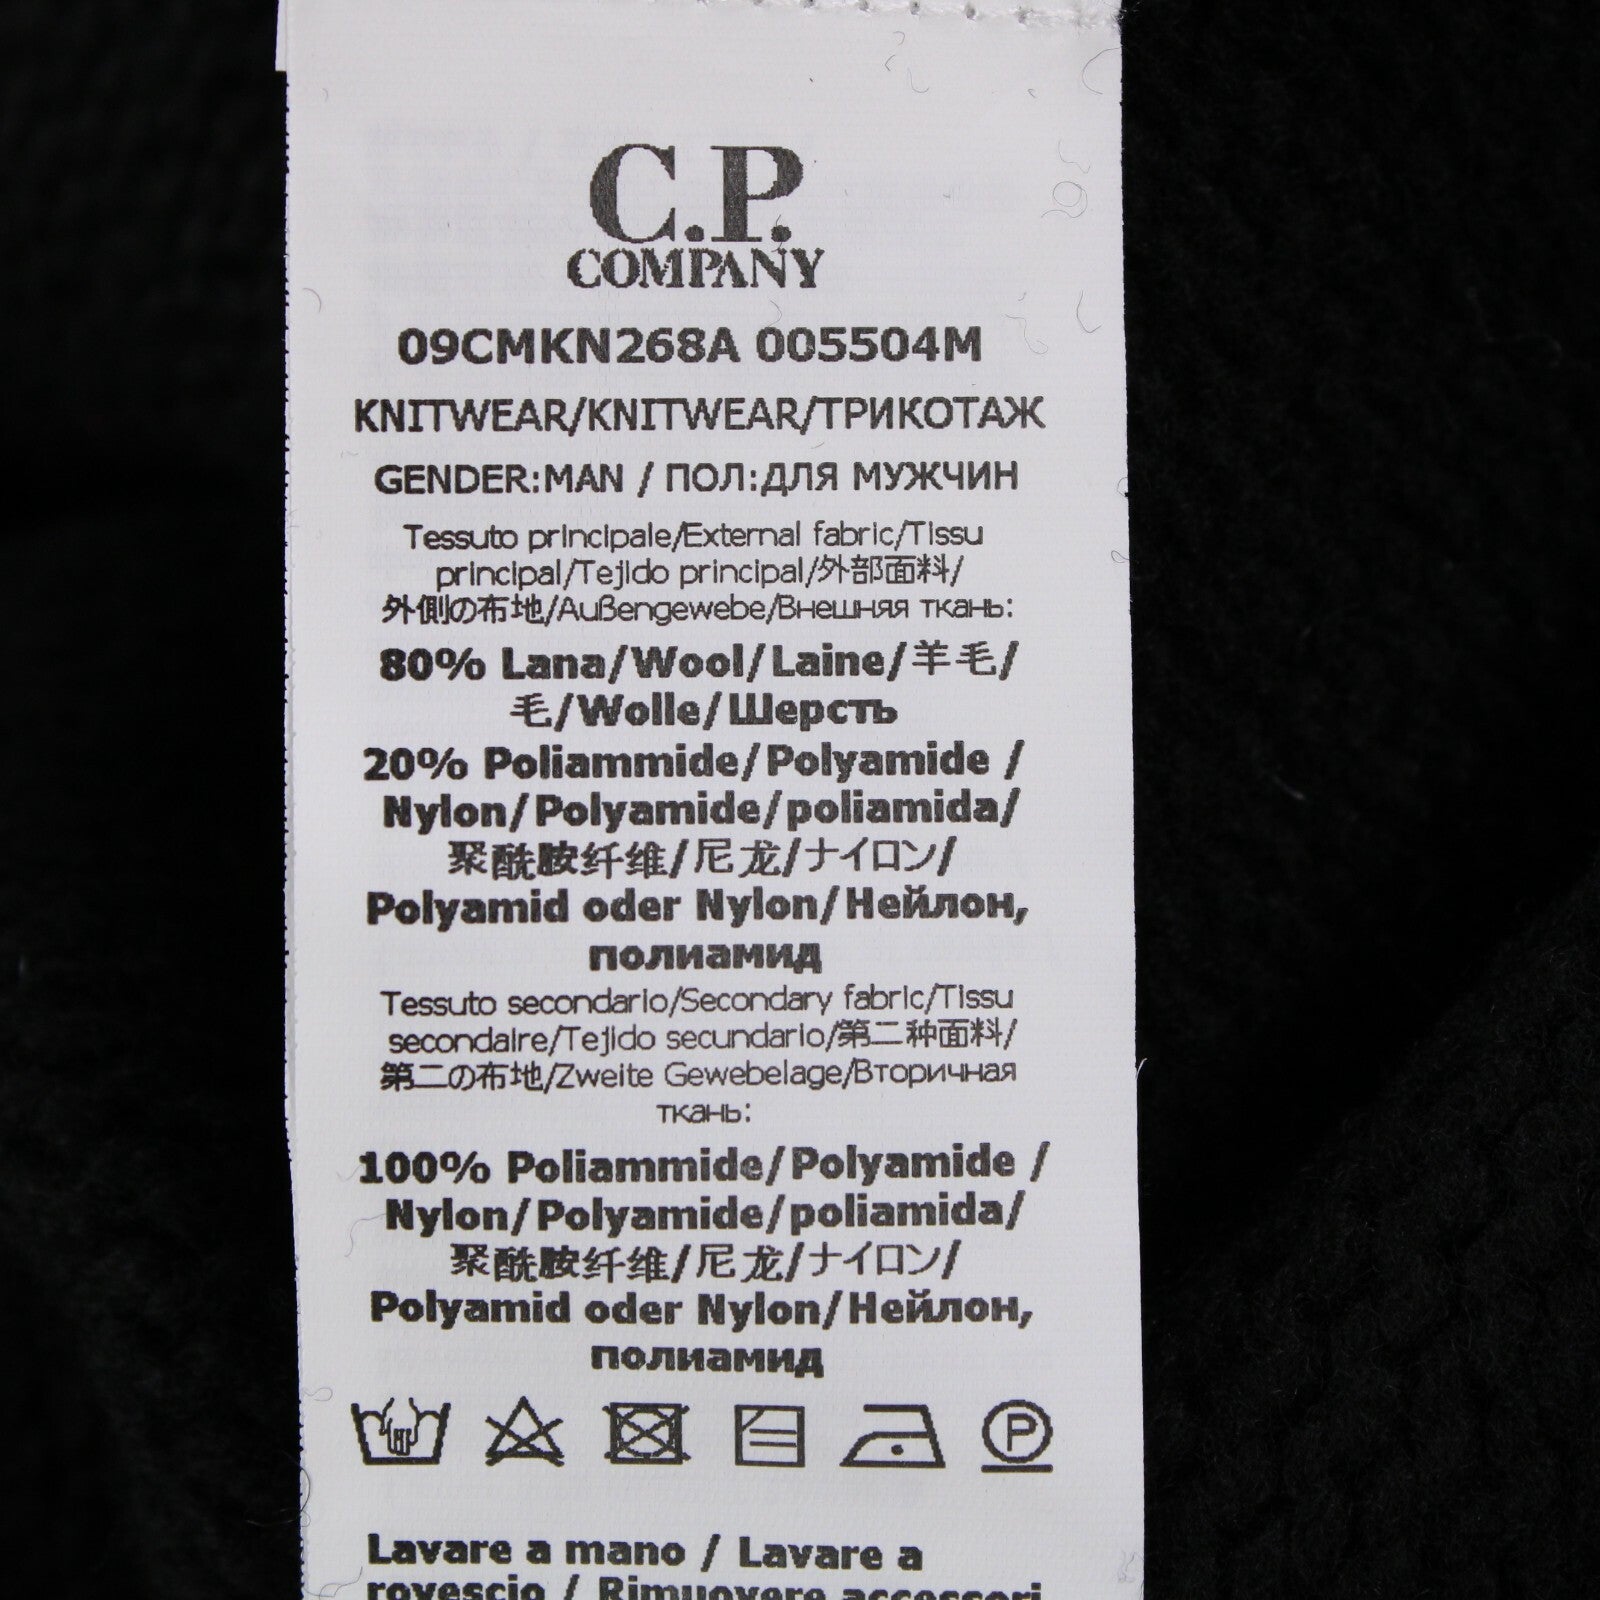 C.P.
COMPANY
09CMKN268A 005504M
KNITWEAR/KNITWEAR/ТРИКОТАЖ
GENDER:MAN / ПОЛ:ДЛЯ МУЖЧИН
Tessuto principale/External fabric/Tissu
principal/Tejido principal/外部面料/
外側の布地/Außengewebe/Внешняя ткань:
80% Lana/Wool/Laine/羊毛/
毛/Wolle/Шерсть
20% Poliammide/Polyamide /
Nylon/Polyamide/poliamida/
聚酰胺纤维/尼龙/ナイロン/
Polyamid oder Nylon/Нейлон,
полиамид
Tessuto secondario/Secondary fabric/Tissu
secondaire/Tejido secundario/第二种面料/
第二の布地/Zweite Gewebelage/Вторичная
ткань:
100% Poliammide/Polyamide /
Nylon/Polyamide/poliamida/
聚酰胺纤维/尼龙/ナイロン/
Polyamid oder Nylon/Нейлон,
полиамид
P
Lavare a mano / Lavare a
rovescio / Rimuovere accessori